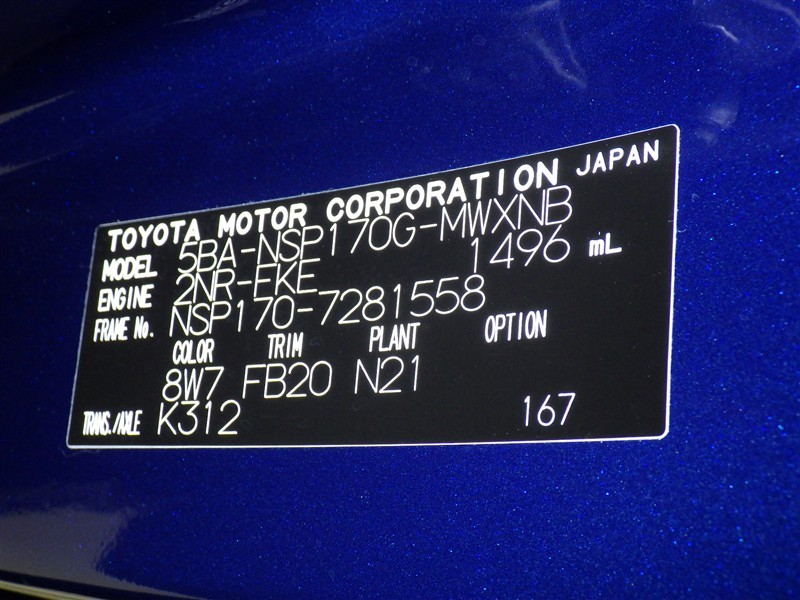 TOYOTA MOTOR CORPORATION JAPAN
MODEL 5BA-NSP170G-MWXNB
ENGINE 2NR-FKE 1496 mL
FRAME No. NSP170-7281558
COLOR TRIM PLANT OPTION
8W7 FB20 N21
TRANS./AXLE K312 167